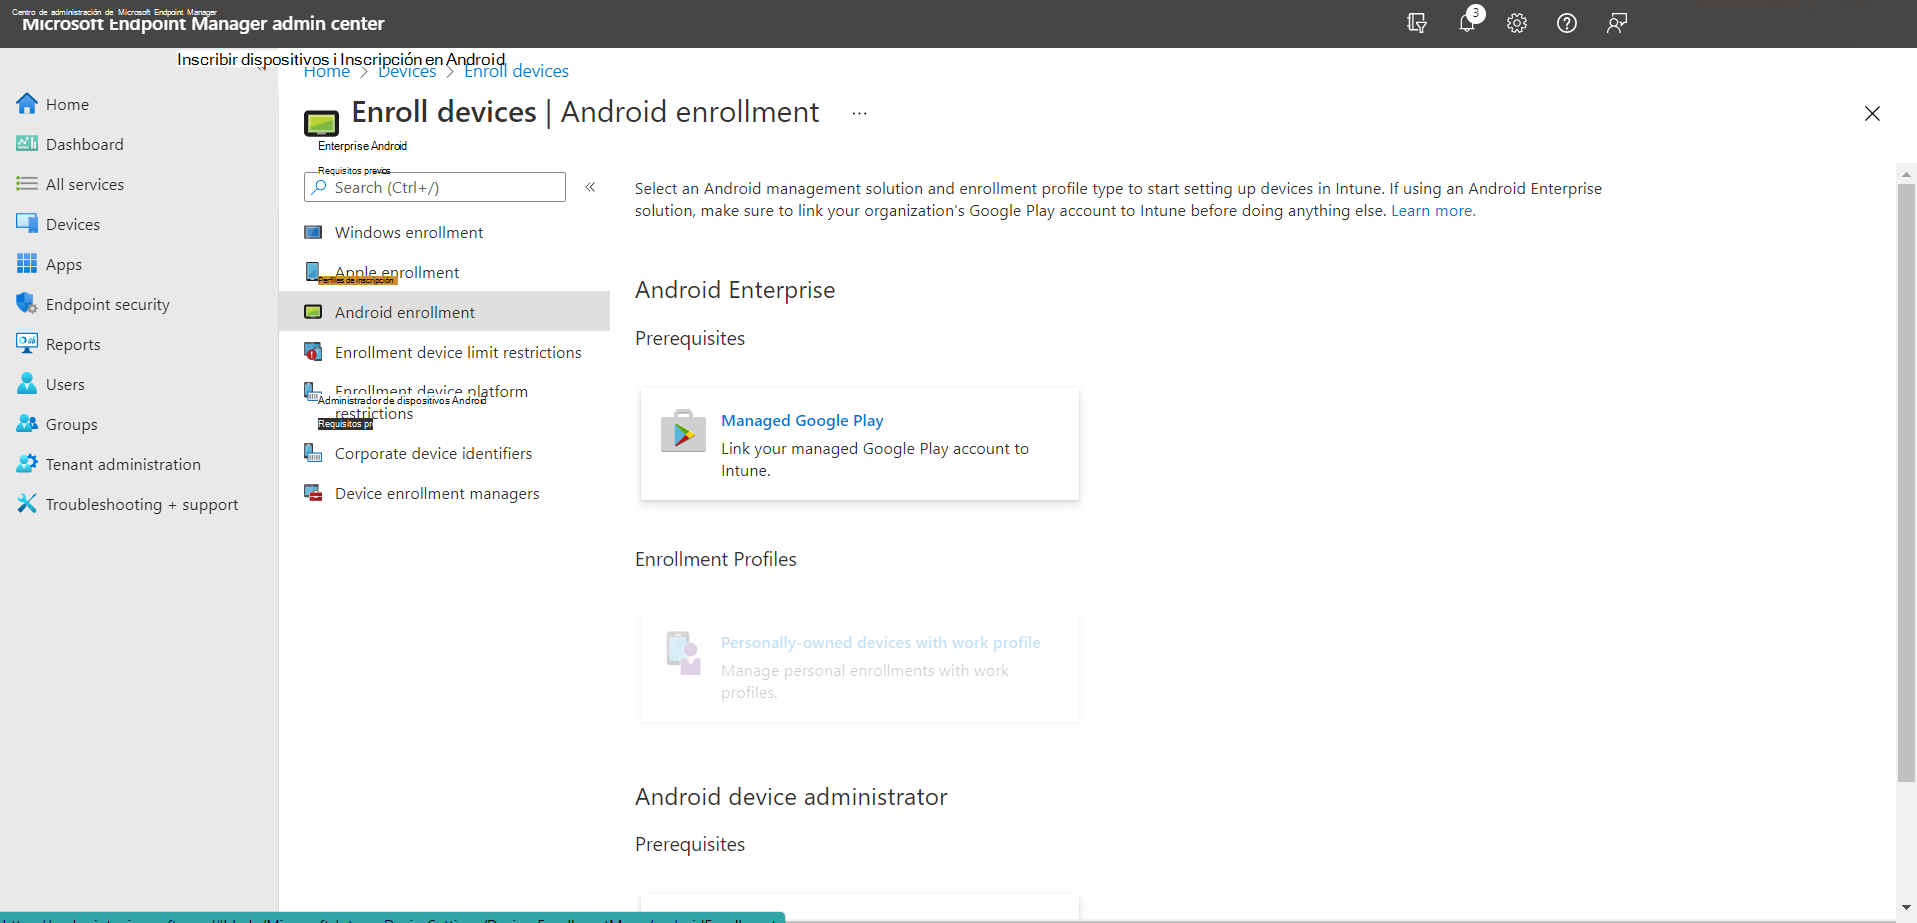 Centro de administración de Microsoft Endpoint Manager
Microsoft Endpoint Manager admin center
3
Inscribir dispositivos i Inscripción en Android
Home > Devices > Enroll devices
Enroll devices | Android enrollment ...
Enterprise Android
Requisitos previos
Search (Ctrl+/)
«
Home
Dashboard
All services
Devices
Apps
Endpoint security
Reports
Users
Groups
Tenant administration
Troubleshooting + support
Windows enrollment
Apple enrollment
Perfiles de inscripción
Android enrollment
Enrollment device limit restrictions
Enrollment device platform
Administrador de dispositivos Android
restrictions
Requisitos pr
Corporate device identifiers
Device enrollment managers
Select an Android management solution and enrollment profile type to start setting up devices in Intune. If using an Android Enterprise
solution, make sure to link your organization's Google Play account to Intune before doing anything else. Learn more.
Android Enterprise
Prerequisites
Managed Google Play
Link your managed Google Play account to
Intune.
Enrollment Profiles
Personally-owned devices with work profile
Manage personal enrollments with work
profiles.
Android device administrator
Prerequisites